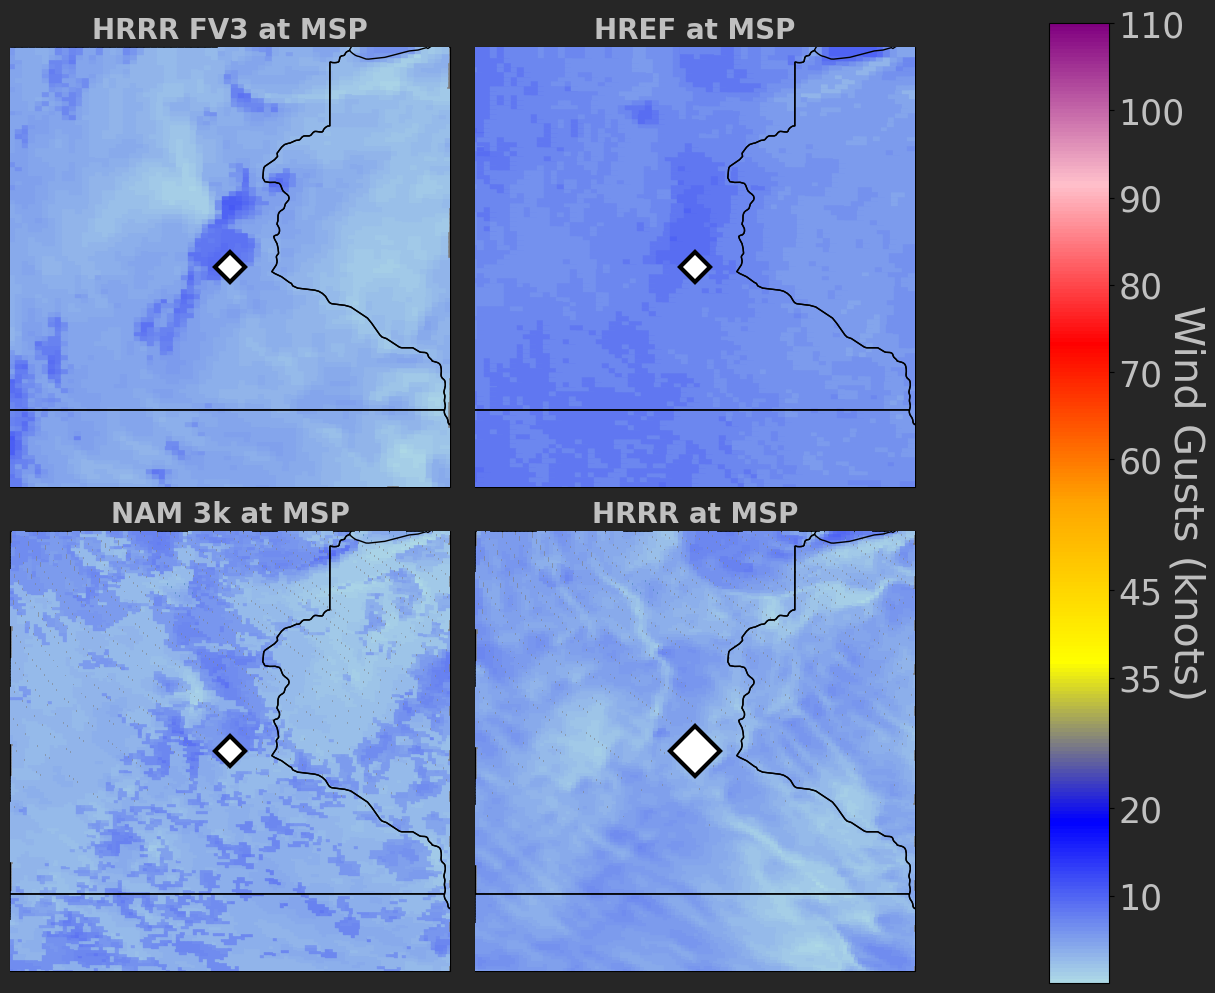 HRRR FV3 at MSP
HREF at MSP
NAM 3k at MSP
HRRR at MSP
110
100
90
80
70
60
45
35
20
10
Wind Gusts (knots)